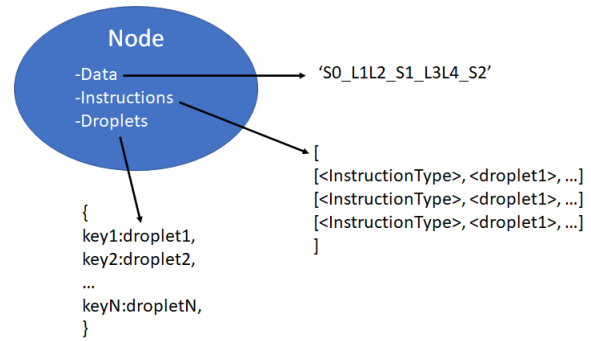 Node
-Data
-Instructions
-Droplets
‘S0_L1L2_S1_L3L4_S2’
[
[<InstructionType>, <droplet1>, …]
[<InstructionType>, <droplet1>, …]
[<InstructionType>, <droplet1>, …]
]
{
key1:droplet1,
key2:droplet2,
…
keyN:dropletN,
}